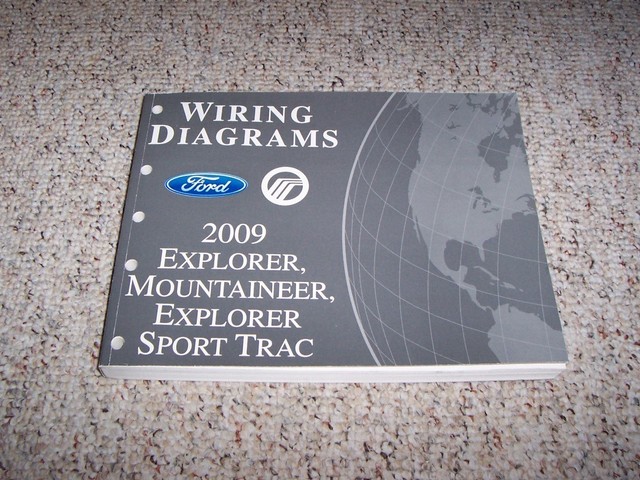 WIRING
DIAGRAMS
Ford
2009
EXPLORER,
MOUNTAINEER,
EXPLORER
SPORT TRAC